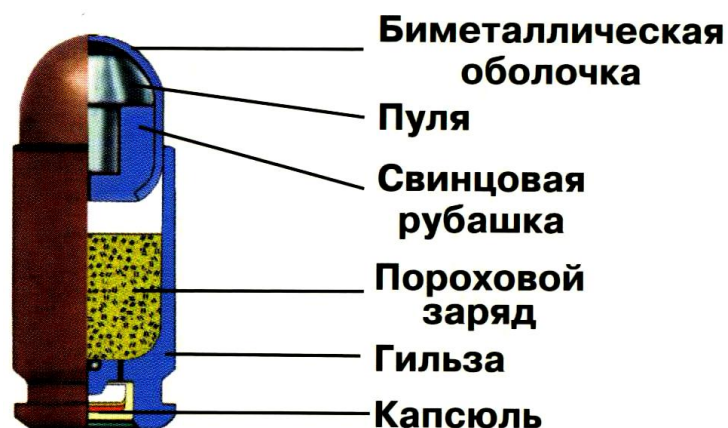 Биметаллическая
оболочка
Пуля
Свинцовая
рубашка
Пороховой
заряд
Гильза
Капсюль